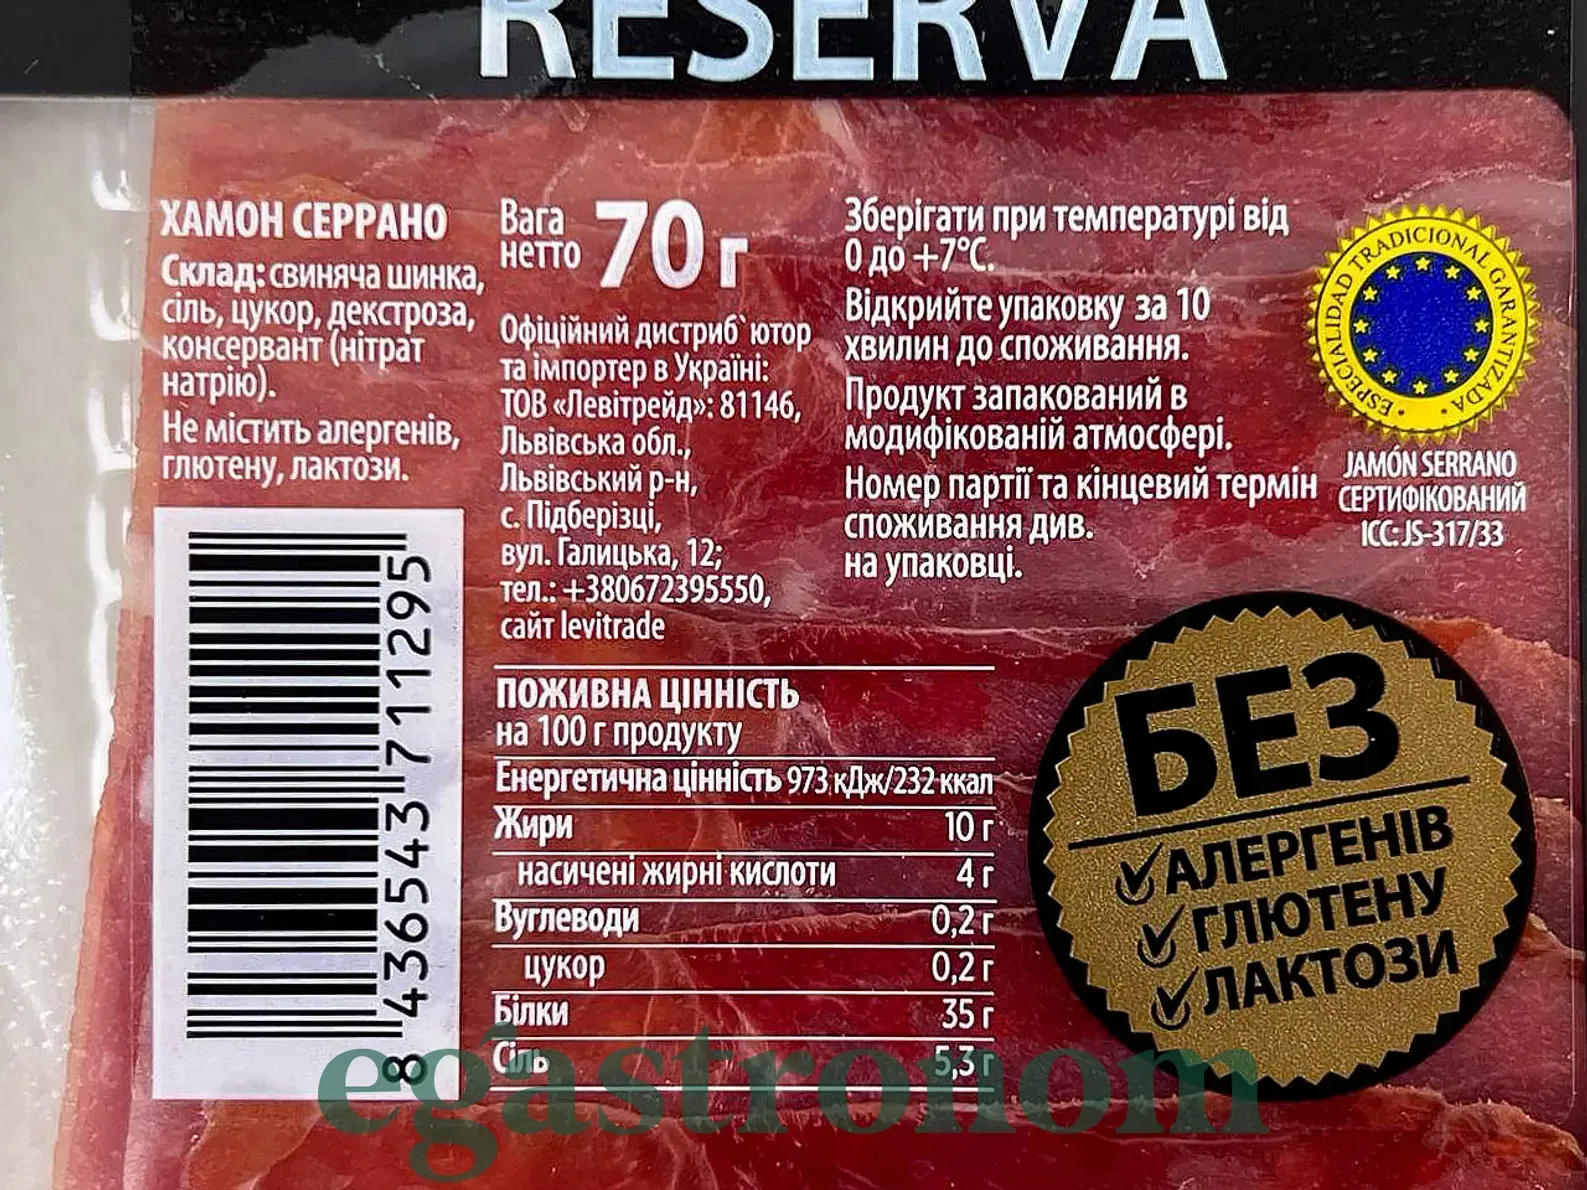 RESERVA
ХАМОН СЕРРАНО
Склад: свиняча шинка,
сіль, цукор, декстроза,
консервант (нітрат
натрію).
Не містить алергенів,
глютену, лактози.
8 436543 711295
Вага
нетто 70 г
Офіційний дистриб`ютор
та імпортер в Україні:
ТОВ «Левітрейд»: 81146,
Львівська обл.,
Львівський р-н,
с. Підберізці,
вул. Галицька, 12;
тел.: +380672395550,
сайт levitrade
Зберігати при температурі від
0 до +7°C.
Відкрийте упаковку за 10
хвилин до споживання.
Продукт запакований в
модифікованій атмосфері.
Номер партії та кінцевий термін
споживання див.
на упаковці.
ESPECIALIDAD TRADICIONAL GARANTIZADA
JAMÓN SERRANO
СЕРТИФІКОВАНИЙ
ICC: JS-317/33
ПОЖИВНА ЦІННІСТЬ
на 100 г продукту
Енергетична цінність 973 кДж/232 ккал
Жири 10 г
насичені жирні кислоти 4 г
Вуглеводи 0,2 г
цукор 0,2 г
Білки 35 г
Сіль 5,3 г
БЕЗ
АЛЕРГЕНІВ
ГЛЮТЕНУ
ЛАКТОЗИ
egastronom